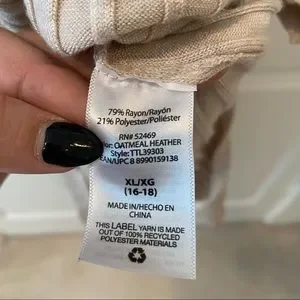 79% Rayon/Rayón
21% Polyester/Poliéster
RN# 52469
or: OATMEAL HEATHER
Style: TTL39303
EAN/UPC 8 8990159138
XL/XG
(16-18)
MADE IN/HECHO EN
CHINA
THIS LABEL YARN IS MADE
OUT OF 100% RECYCLED
POLYESTER MATERIALS